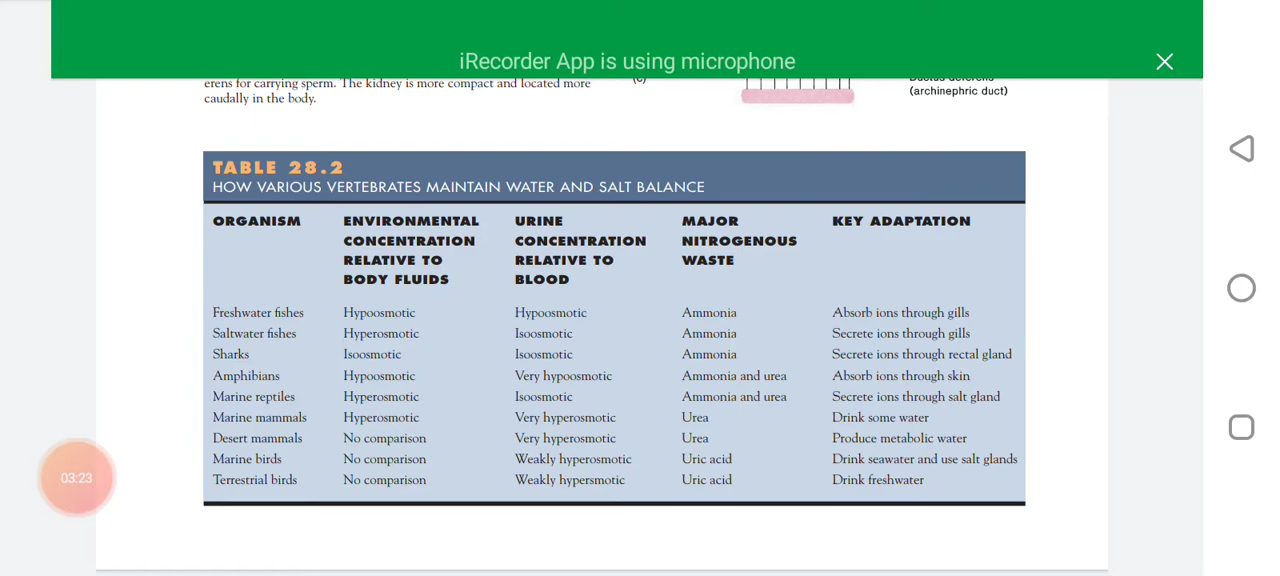 iRecorder App is using microphone
erens for carrying sperm. The kidney is more compact and located more
caudally in the body.
(c)
Ductus deferens
(archinephric duct)
TABLE 28.2
HOW VARIOUS VERTEBRATES MAINTAIN WATER AND SALT BALANCE
ORGANISM ENVIRONMENTAL CONCENTRATION RELATIVE TO BODY FLUIDS URINE CONCENTRATION RELATIVE TO BLOOD MAJOR NITROGENOUS WASTE KEY ADAPTATION
Freshwater fishes Hypoosmotic Hypoosmotic Ammonia Absorb ions through gills
Saltwater fishes Hyperosmotic Isoosmotic Ammonia Secrete ions through gills
Sharks Isoosmotic Isoosmotic Ammonia Secrete ions through rectal gland
Amphibians Hypoosmotic Very hypoosmotic Ammonia and urea Absorb ions through skin
Marine reptiles Hyperosmotic Isoosmotic Ammonia and urea Secrete ions through salt gland
Marine mammals Hyperosmotic Very hyperosmotic Urea Drink some water
Desert mammals No comparison Very hyperosmotic Urea Produce metabolic water
Marine birds No comparison Weakly hyperosmotic Uric acid Drink seawater and use salt glands
Terrestrial birds No comparison Weakly hypersmotic Uric acid Drink freshwater
03:23